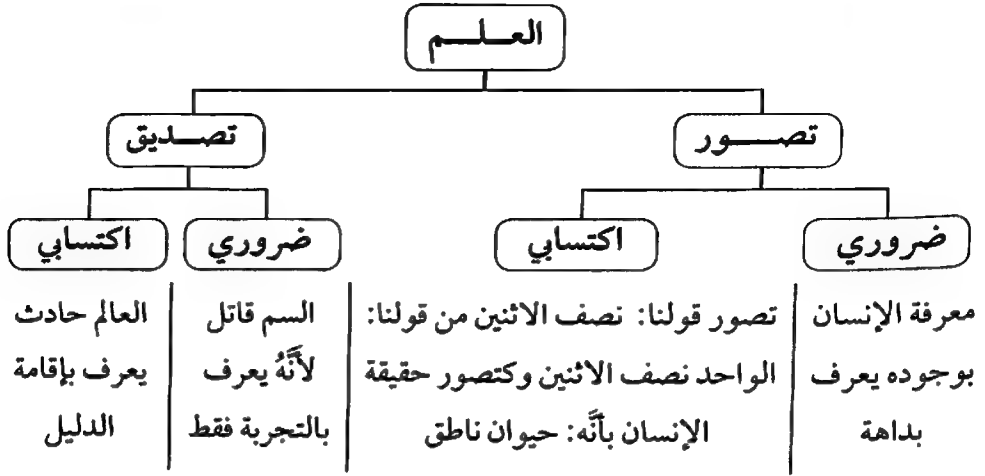 العلم
تصور
تصديق
ضروري
اكتسابي
ضروري
اكتسابي
معرفة الإنسان
بوجوده يعرف
بداهة
تصور قولنا: نصف الاثنين من قولنا:
الواحد نصف الاثنين وكتصور حقيقة
الإنسان بأنَّه: حيوان ناطق
السم قاتل
لأنَّهُ يعرف
بالتجربة فقط
العالم حادث
يعرف بإقامة
الدليل